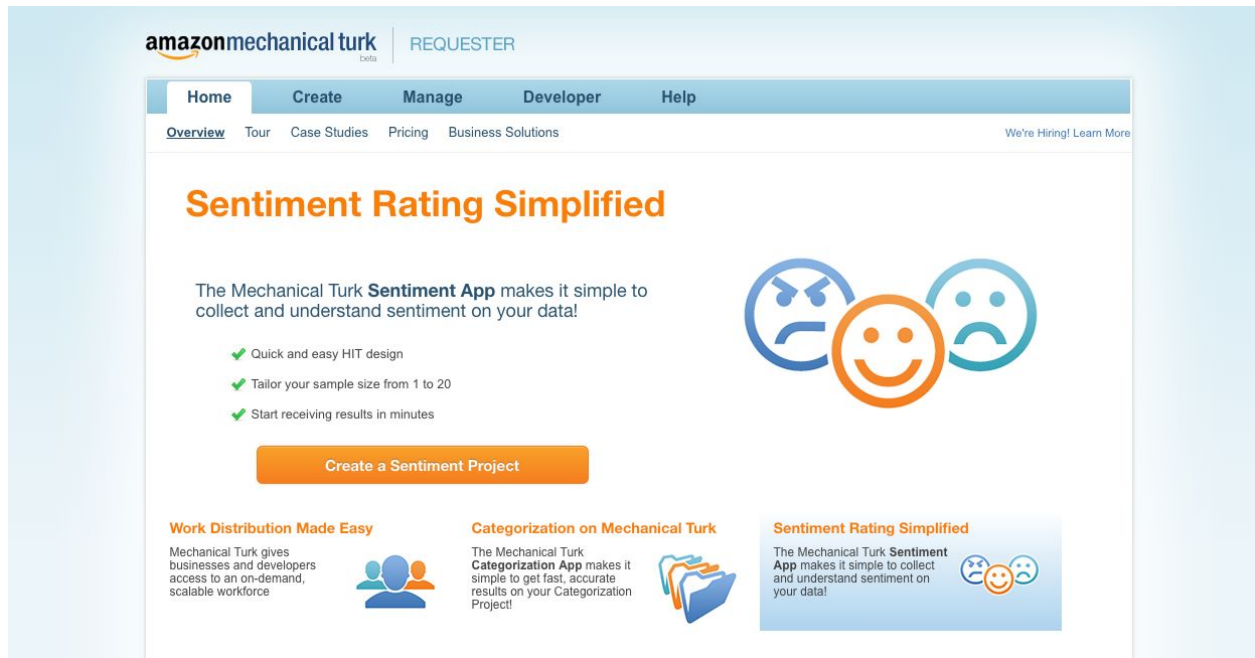 amazonmechanical turk
beta
REQUESTER
Home Create Manage Developer Help
Overview Tour Case Studies Pricing Business Solutions
We're Hiring! Learn More
Sentiment Rating Simplified
The Mechanical Turk Sentiment App makes it simple to
collect and understand sentiment on your data!
Quick and easy HIT design
Tailor your sample size from 1 to 20
Start receiving results in minutes
Create a Sentiment Project
Work Distribution Made Easy
Mechanical Turk gives
businesses and developers
access to an on-demand,
scalable workforce
Categorization on Mechanical Turk
The Mechanical Turk
Categorization App makes it
simple to get fast, accurate
results on your Categorization
Project!
Sentiment Rating Simplified
The Mechanical Turk Sentiment
App makes it simple to collect
and understand sentiment on
your data!